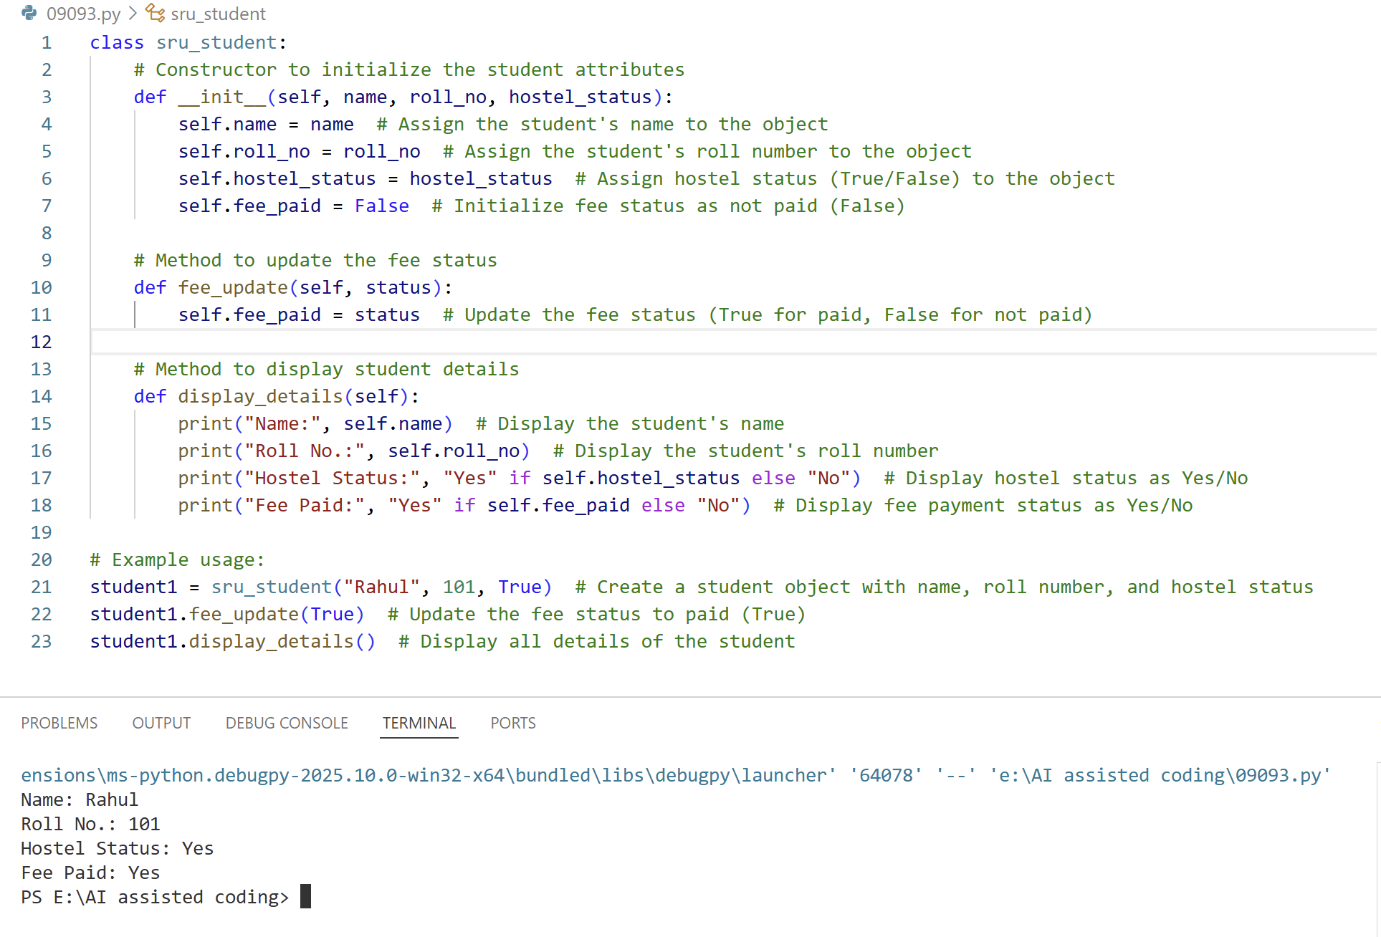 09093.py > sru_student
1 class sru_student:
2 # Constructor to initialize the student attributes
3 def __init__(self, name, roll_no, hostel_status):
4 self.name = name  # Assign the student's name to the object
5 self.roll_no = roll_no  # Assign the student's roll number to the object
6 self.hostel_status = hostel_status  # Assign hostel status (True/False) to the object
7 self.fee_paid = False  # Initialize fee status as not paid (False)
8
9 # Method to update the fee status
10 def fee_update(self, status):
11 self.fee_paid = status  # Update the fee status (True for paid, False for not paid)
12
13 # Method to display student details
14 def display_details(self):
15 print("Name:", self.name)  # Display the student's name
16 print("Roll No.:", self.roll_no)  # Display the student's roll number
17 print("Hostel Status:", "Yes" if self.hostel_status else "No")  # Display hostel status as Yes/No
18 print("Fee Paid:", "Yes" if self.fee_paid else "No")  # Display fee payment status as Yes/No
19
20 # Example usage:
21 student1 = sru_student("Rahul", 101, True)  # Create a student object with name, roll number, and hostel status
22 student1.fee_update(True)  # Update the fee status to paid (True)
23 student1.display_details()  # Display all details of the student
PROBLEMS OUTPUT DEBUG CONSOLE TERMINAL PORTS
ensions\ms-python.debugpy-2025.10.0-win32-x64\bundled\libs\debugpy\launcher' '64078' '--' 'e:\AI assisted coding\09093.py'
Name: Rahul
Roll No.: 101
Hostel Status: Yes
Fee Paid: Yes
PS E:\AI assisted coding>